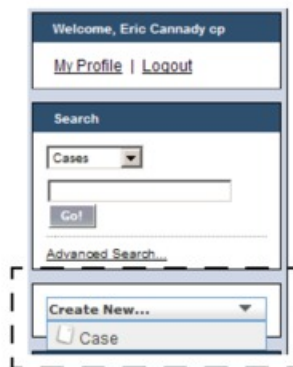 Welcome, Eric Cannady cp
My Profile | Logout
Search
Cases
Go!
Advanced Search...
Create New...
Case